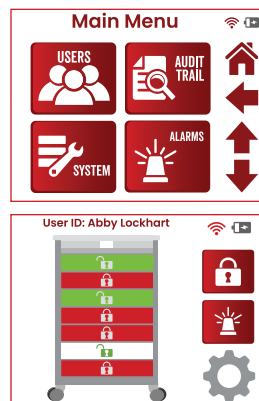 Main Menu
USERS
AUDIT
TRAIL
SYSTEM
ALARMS
User ID: Abby Lockhart